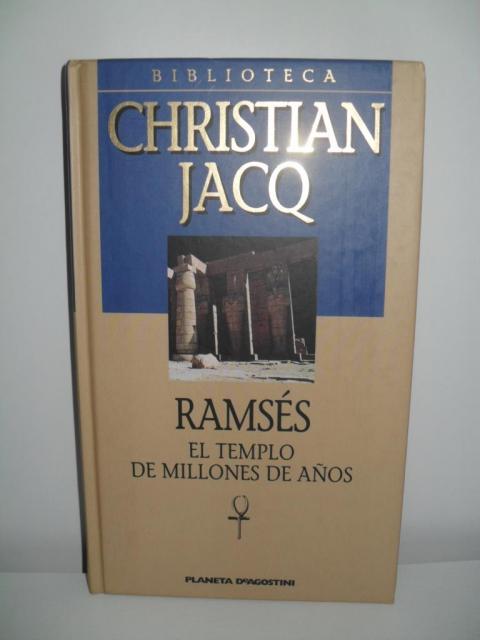 BIBLIOTECA
CHRISTIAN
JACQ
RAMSÉS
EL TEMPLO
DE MILLONES DE AÑOS
PLANETA DEAGOSTINI